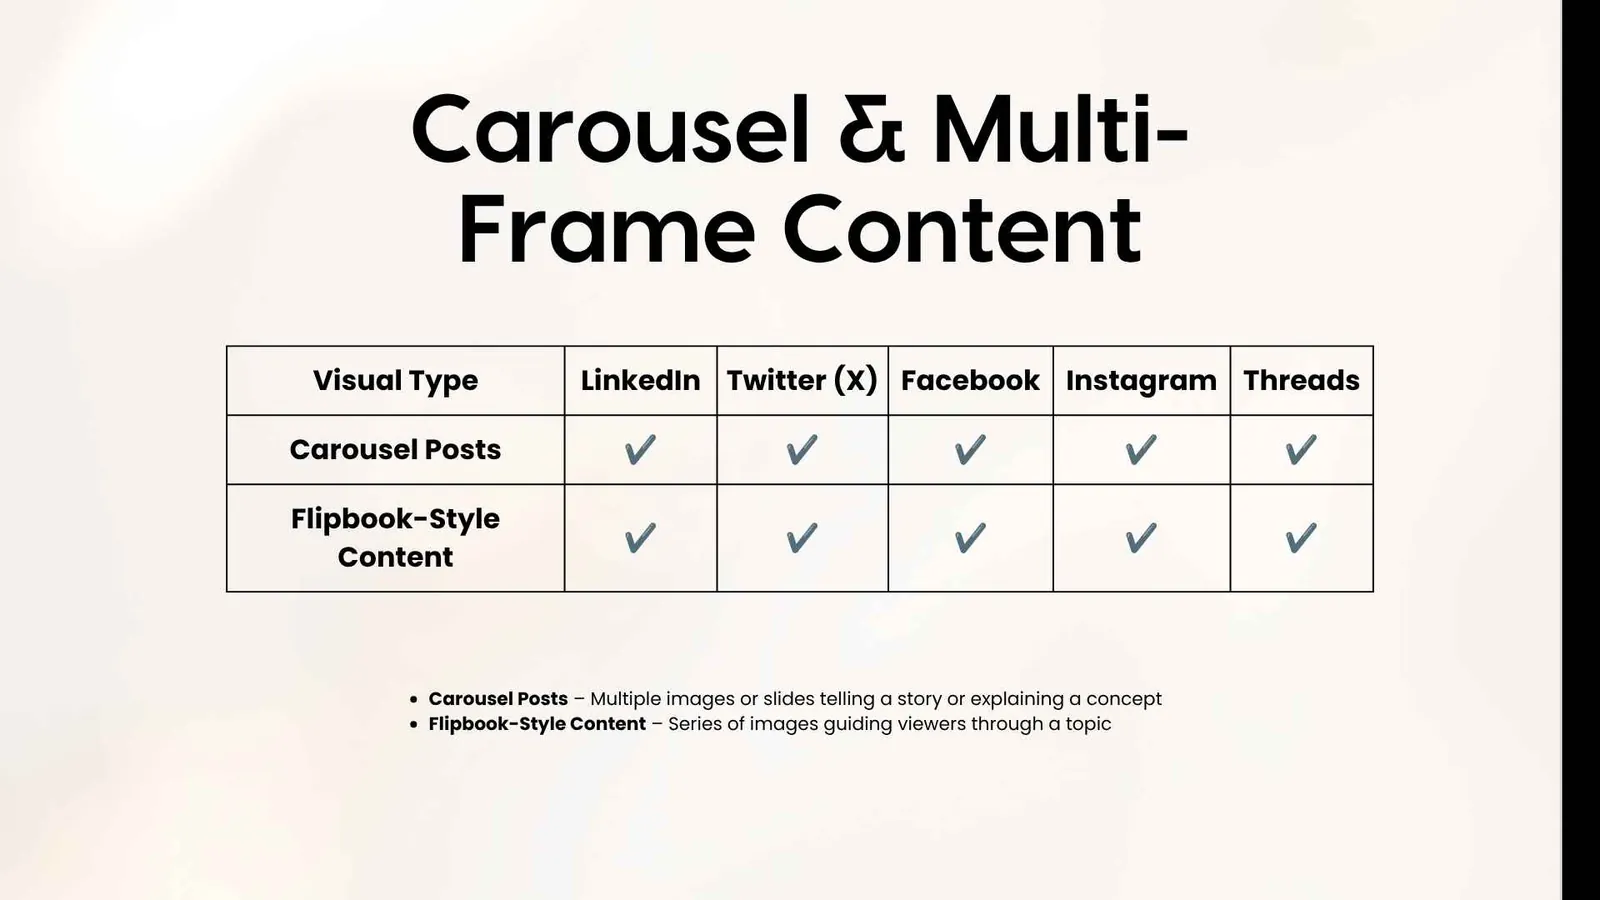 Carousel & Multi-
Frame Content
Visual Type LinkedIn Twitter (X) Facebook Instagram Threads
Carousel Posts ✔ ✔ ✔ ✔ ✔
Flipbook-Style
Content ✔ ✔ ✔ ✔ ✔
• Carousel Posts – Multiple images or slides telling a story or explaining a concept
• Flipbook-Style Content – Series of images guiding viewers through a topic